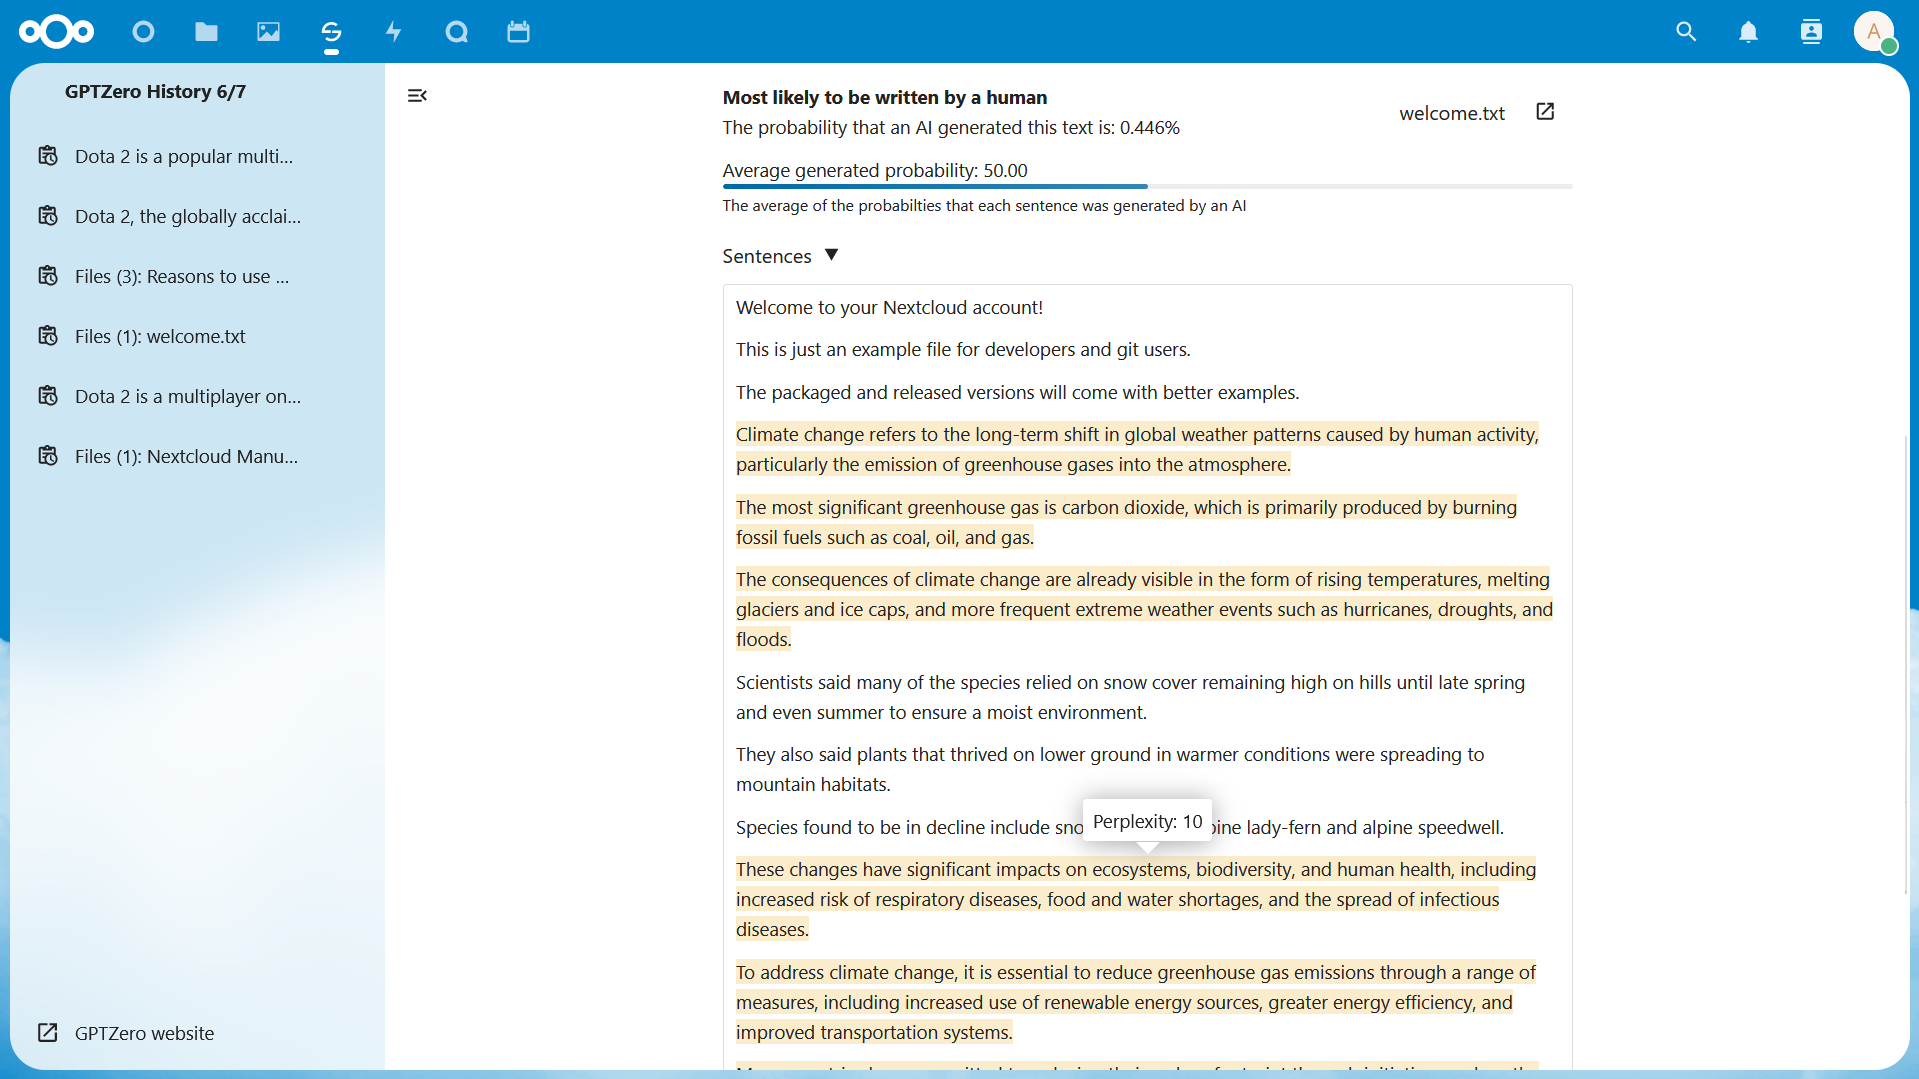 GPTZero History 6/7
Dota 2 is a popular multi...
Dota 2, the globally acclai...
Files (3): Reasons to use ...
Files (1): welcome.txt
Dota 2 is a multiplayer on...
Files (1): Nextcloud Manu...
GPTZero website
A
Most likely to be written by a human
The probability that an AI generated this text is: 0.446%
welcome.txt
Average generated probability: 50.00
The average of the probabilties that each sentence was generated by an AI
Sentences ▼
Welcome to your Nextcloud account!
This is just an example file for developers and git users.
The packaged and released versions will come with better examples.
Climate change refers to the long-term shift in global weather patterns caused by human activity,
particularly the emission of greenhouse gases into the atmosphere.
The most significant greenhouse gas is carbon dioxide, which is primarily produced by burning
fossil fuels such as coal, oil, and gas.
The consequences of climate change are already visible in the form of rising temperatures, melting
glaciers and ice caps, and more frequent extreme weather events such as hurricanes, droughts, and
floods.
Scientists said many of the species relied on snow cover remaining high on hills until late spring
and even summer to ensure a moist environment.
They also said plants that thrived on lower ground in warmer conditions were spreading to
mountain habitats.
Perplexity: 10
Species found to be in decline include lady-fern and alpine speedwell.
These changes have significant impacts on ecosystems, biodiversity, and human health, including
increased risk of respiratory diseases, food and water shortages, and the spread of infectious
diseases.
To address climate change, it is essential to reduce greenhouse gas emissions through a range of
measures, including increased use of renewable energy sources, greater energy efficiency, and
improved transportation systems.